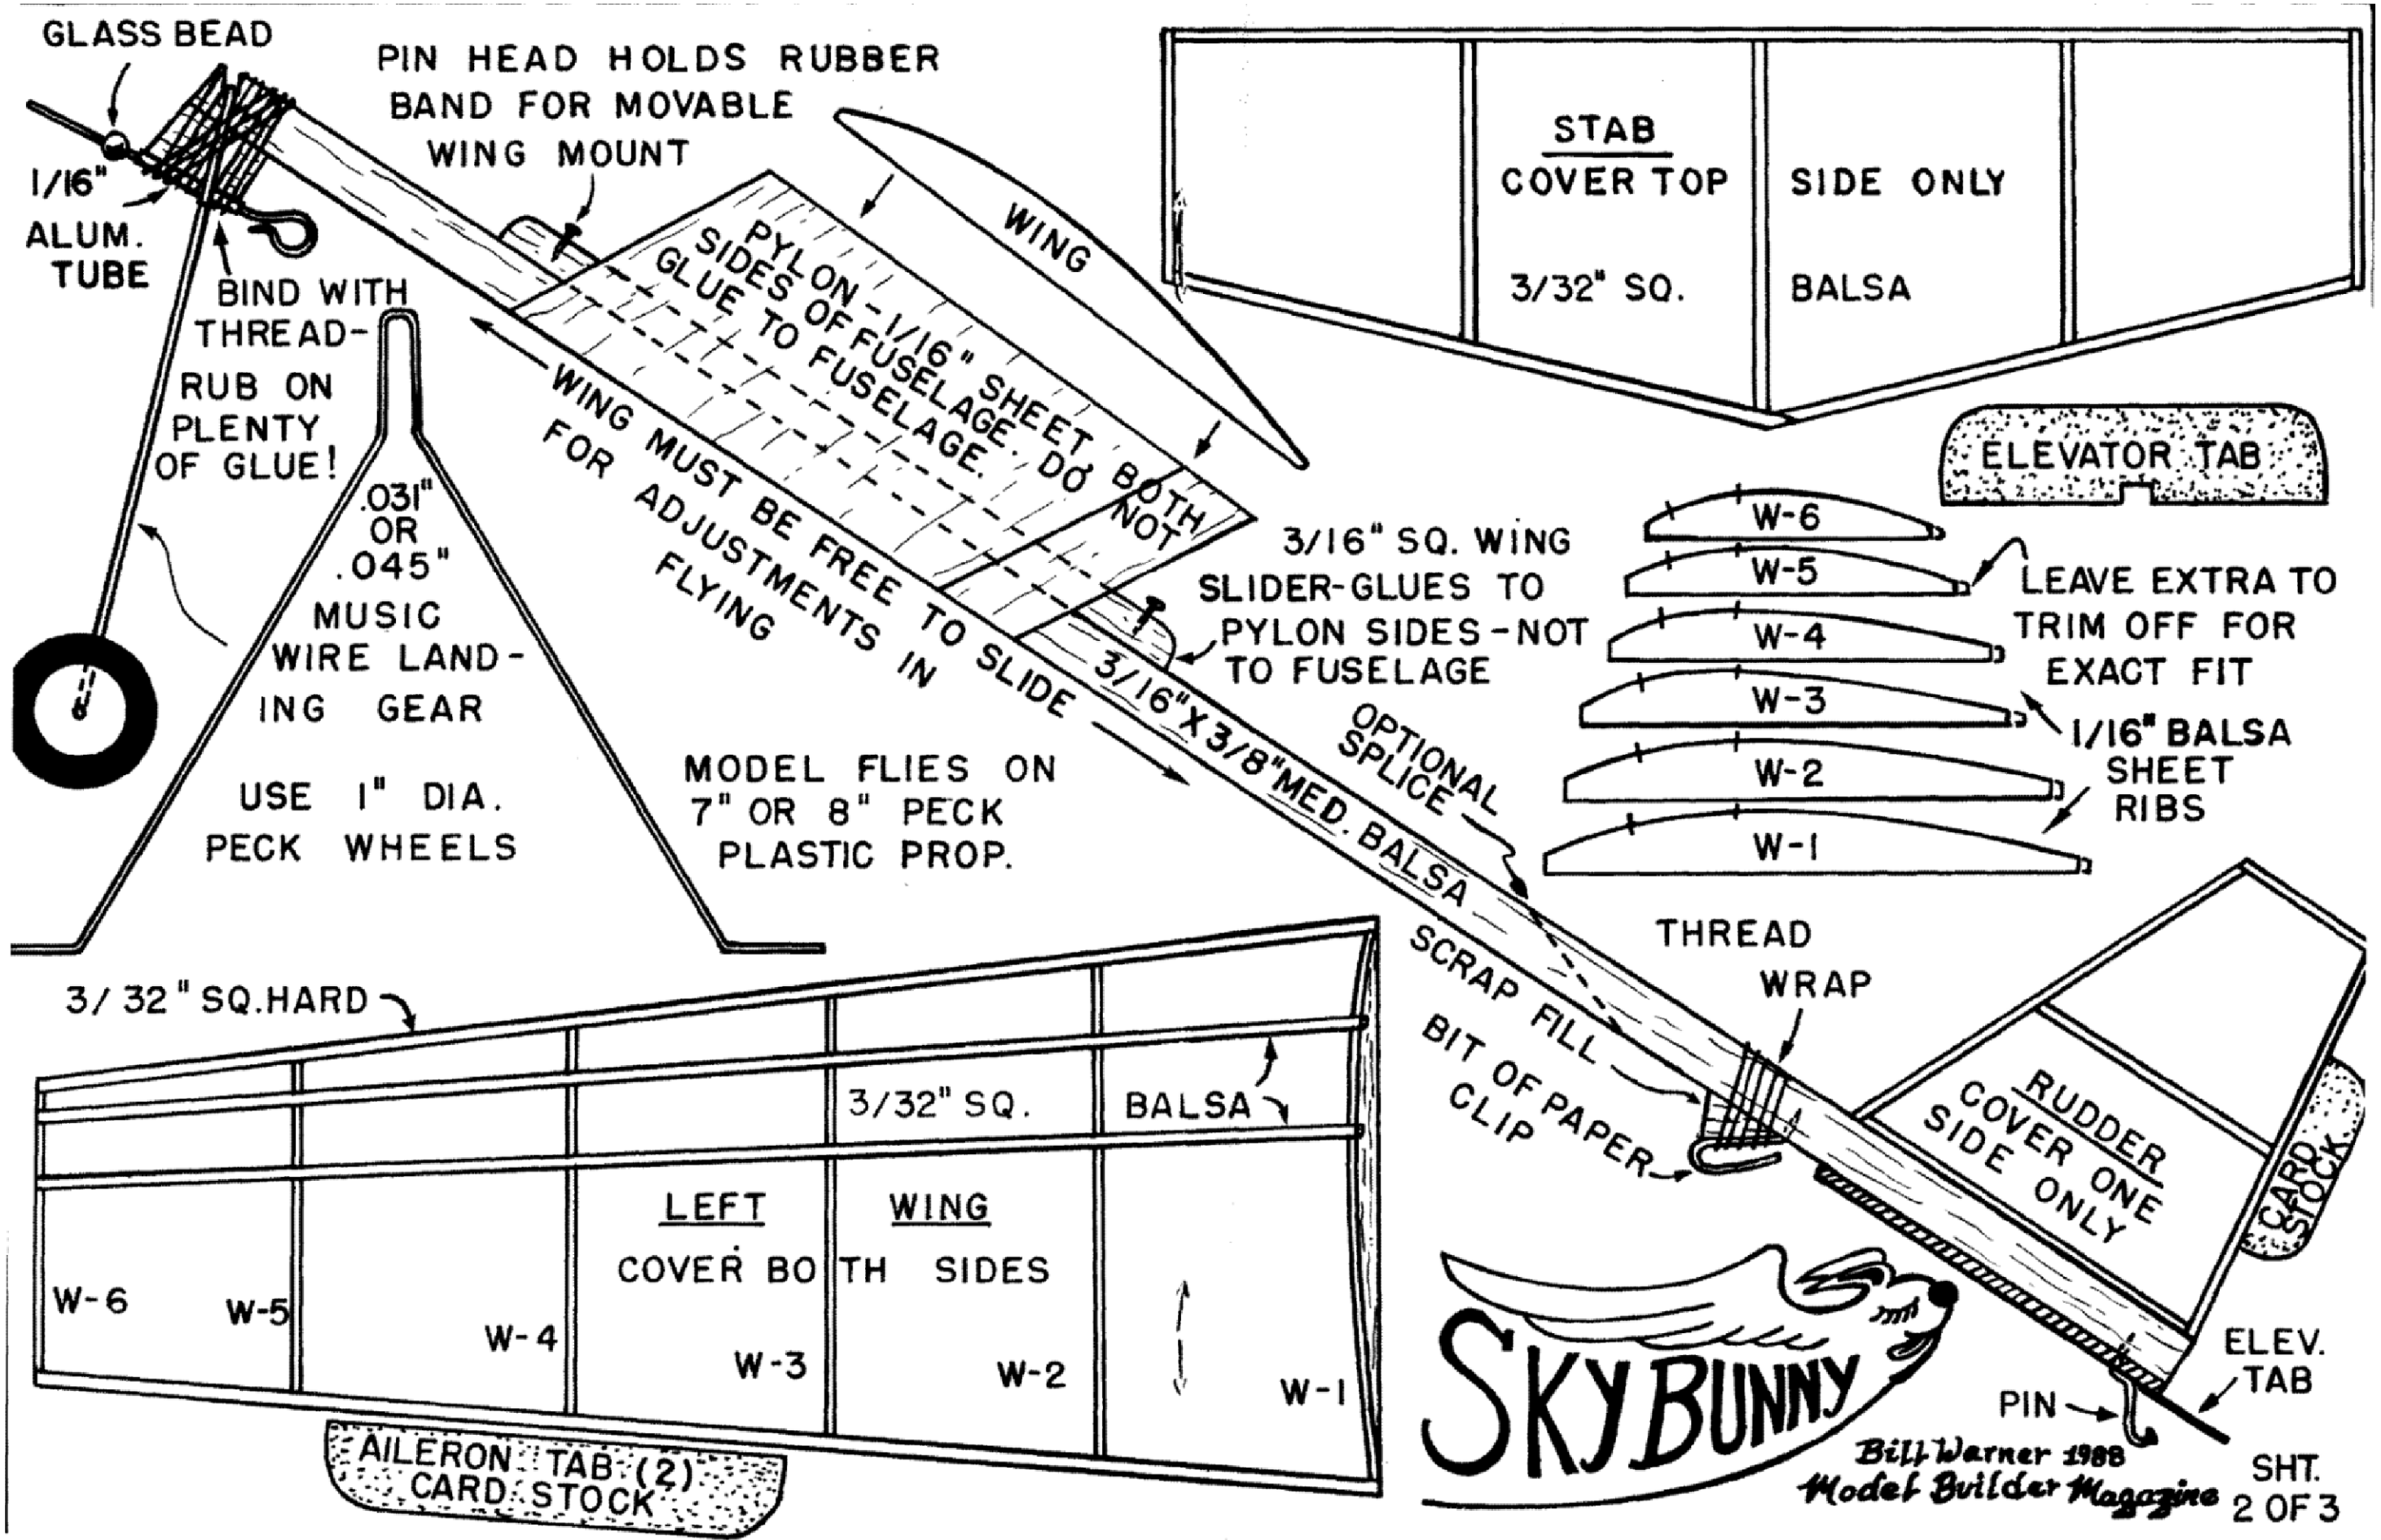 GLASS BEAD
PIN HEAD HOLDS RUBBER
BAND FOR MOVABLE
WING MOUNT
1/16"
ALUM.
TUBE
BIND WITH
THREAD-
RUB ON
PLENTY
OF GLUE!
WING
PYLON - 1/16" SHEET BOTH
SIDES OF FUSELAGE. DO NOT
GLUE TO FUSELAGE.
WING MUST BE FREE TO SLIDE
FOR ADJUSTMENTS IN
FLYING
STAB
COVER TOP SIDE ONLY
3/32" SQ. BALSA
ELEVATOR TAB
W-6
W-5
W-4
W-3
W-2
W-1
LEAVE EXTRA TO
TRIM OFF FOR
EXACT FIT
1/16" BALSA
SHEET
RIBS
3/16" SQ. WING
SLIDER-GLUES TO
PYLON SIDES-NOT
TO FUSELAGE
.031"
OR
.045"
MUSIC
WIRE LAND-
ING GEAR
USE 1" DIA.
PECK WHEELS
MODEL FLIES ON
7" OR 8" PECK
PLASTIC PROP.
3/16" X 3/8" MED. BALSA
OPTIONAL
SPLICE
SCRAP FILL
BIT OF PAPER
CLIP
THREAD
WRAP
RUDDER
COVER ONE
SIDE ONLY
CARD
STOCK
3/32" SQ. HARD
3/32" SQ. BALSA
LEFT WING
COVER BOTH SIDES
W-6
W-5
W-4
W-3
W-2
W-1
AILERON TAB (2)
CARD STOCK
SKY BUNNY
Bill Warner 1988
Model Builder Magazine
PIN
ELEV.
TAB
SHT.
2 OF 3